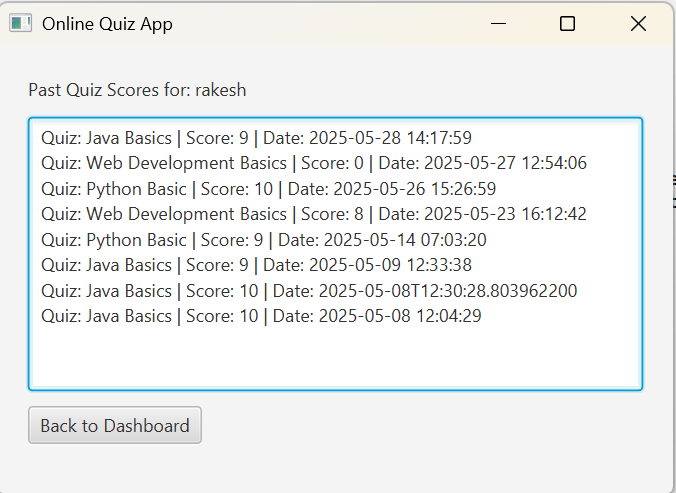 Online Quiz App
Past Quiz Scores for: rakesh
Quiz: Java Basics | Score: 9 | Date: 2025-05-28 14:17:59
Quiz: Web Development Basics | Score: 0 | Date: 2025-05-27 12:54:06
Quiz: Python Basic | Score: 10 | Date: 2025-05-26 15:26:59
Quiz: Web Development Basics | Score: 8 | Date: 2025-05-23 16:12:42
Quiz: Python Basic | Score: 9 | Date: 2025-05-14 07:03:20
Quiz: Java Basics | Score: 9 | Date: 2025-05-09 12:33:38
Quiz: Java Basics | Score: 10 | Date: 2025-05-08T12:30:28.803962200
Quiz: Java Basics | Score: 10 | Date: 2025-05-08 12:04:29
Back to Dashboard